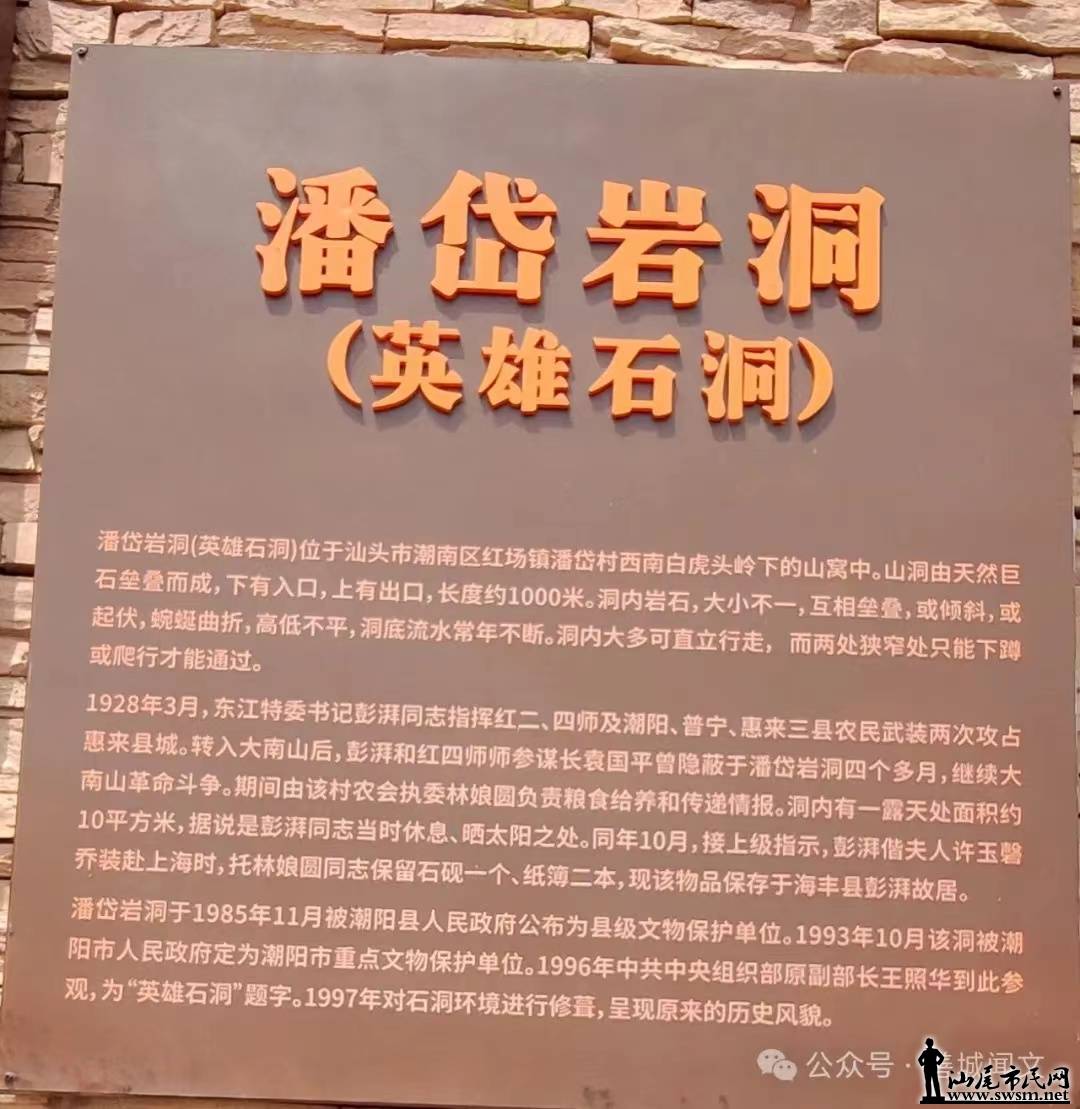 潘岱岩洞
(英雄石洞)
潘岱岩洞(英雄石洞)位于汕头市潮南区红场镇潘岱村西南白虎头岭下的山窝中。山洞由天然巨
石垒叠而成，下有入口，上有出口，长度约1000米。洞内岩石，大小不一，互相垒叠，或倾斜，或
起伏，蜿蜒曲折，高低不平，洞底流水常年不断。洞内大多可直立行走，而两处狭窄处只能下蹲
或爬行才能通过。
1928年3月，东江特委书记彭湃同志指挥红二、四师及潮阳、普宁、惠来三县农民武装两次攻占
惠来县城。转入大南山后，彭湃和红四师师参谋长袁国平曾隐蔽于潘岱岩洞四个多月，继续大
南山革命斗争。期间由该村农会执委林娘圆负责粮食给养和传递情报。洞内有一露天处面积约
10平方米，据说是彭湃同志当时休息、晒太阳之处。同年10月，接上级指示，彭湃偕夫人许玉磬
乔装赴上海时，托林娘圆同志保留石砚一个、纸簿二本，现该物品保存于海丰县彭湃故居。
潘岱岩洞于1985年11月被潮阳县人民政府公布为县级文物保护单位。1993年10月该洞被潮
阳市人民政府定为潮阳市重点文物保护单位。1996年中共中央组织部原副部长王照华到此参
观，为“英雄石洞”题字。1997年对石洞环境进行修葺，呈现原来的历史风貌。
公众号·善城闻文
汕尾市民网
www.swsm.net